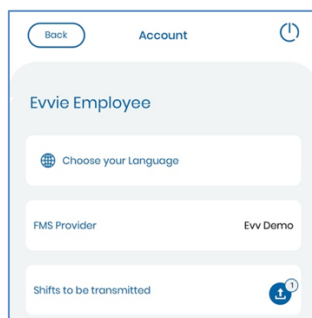 Back Account
Evvie Employee
Choose your Language
FMS Provider Evv Demo
Shifts to be transmitted 1